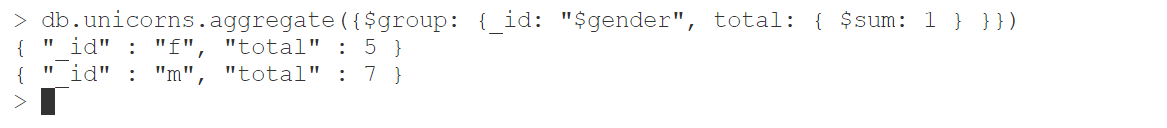 > db.unicorns.aggregate({$group: {_id: "$gender", total: { $sum: 1 } }})
{ "_id" : "f", "total" : 5 }
{ "_id" : "m", "total" : 7 }
>